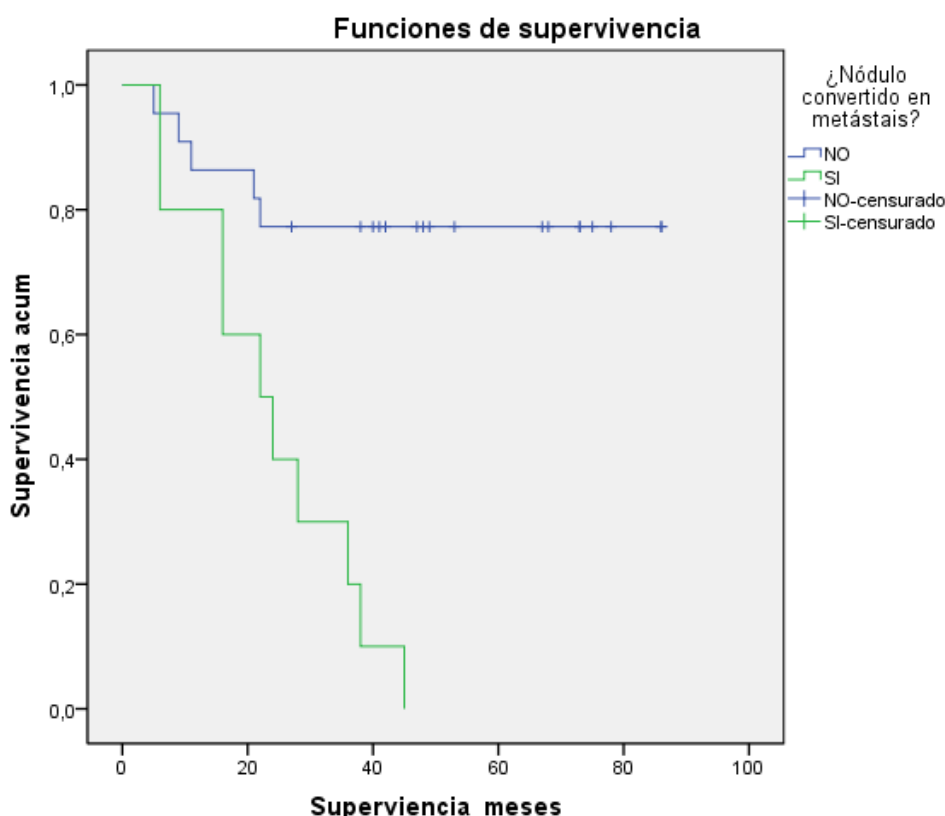 Funciones de supervivencia
¿Nódulo
convertido en
metástais?
NO
SI
NO-censurado
SI-censurado
Supervivencia acum
1,0
0,8
0,6
0,4
0,2
0,0
0 20 40 60 80 100
Superviencia meses